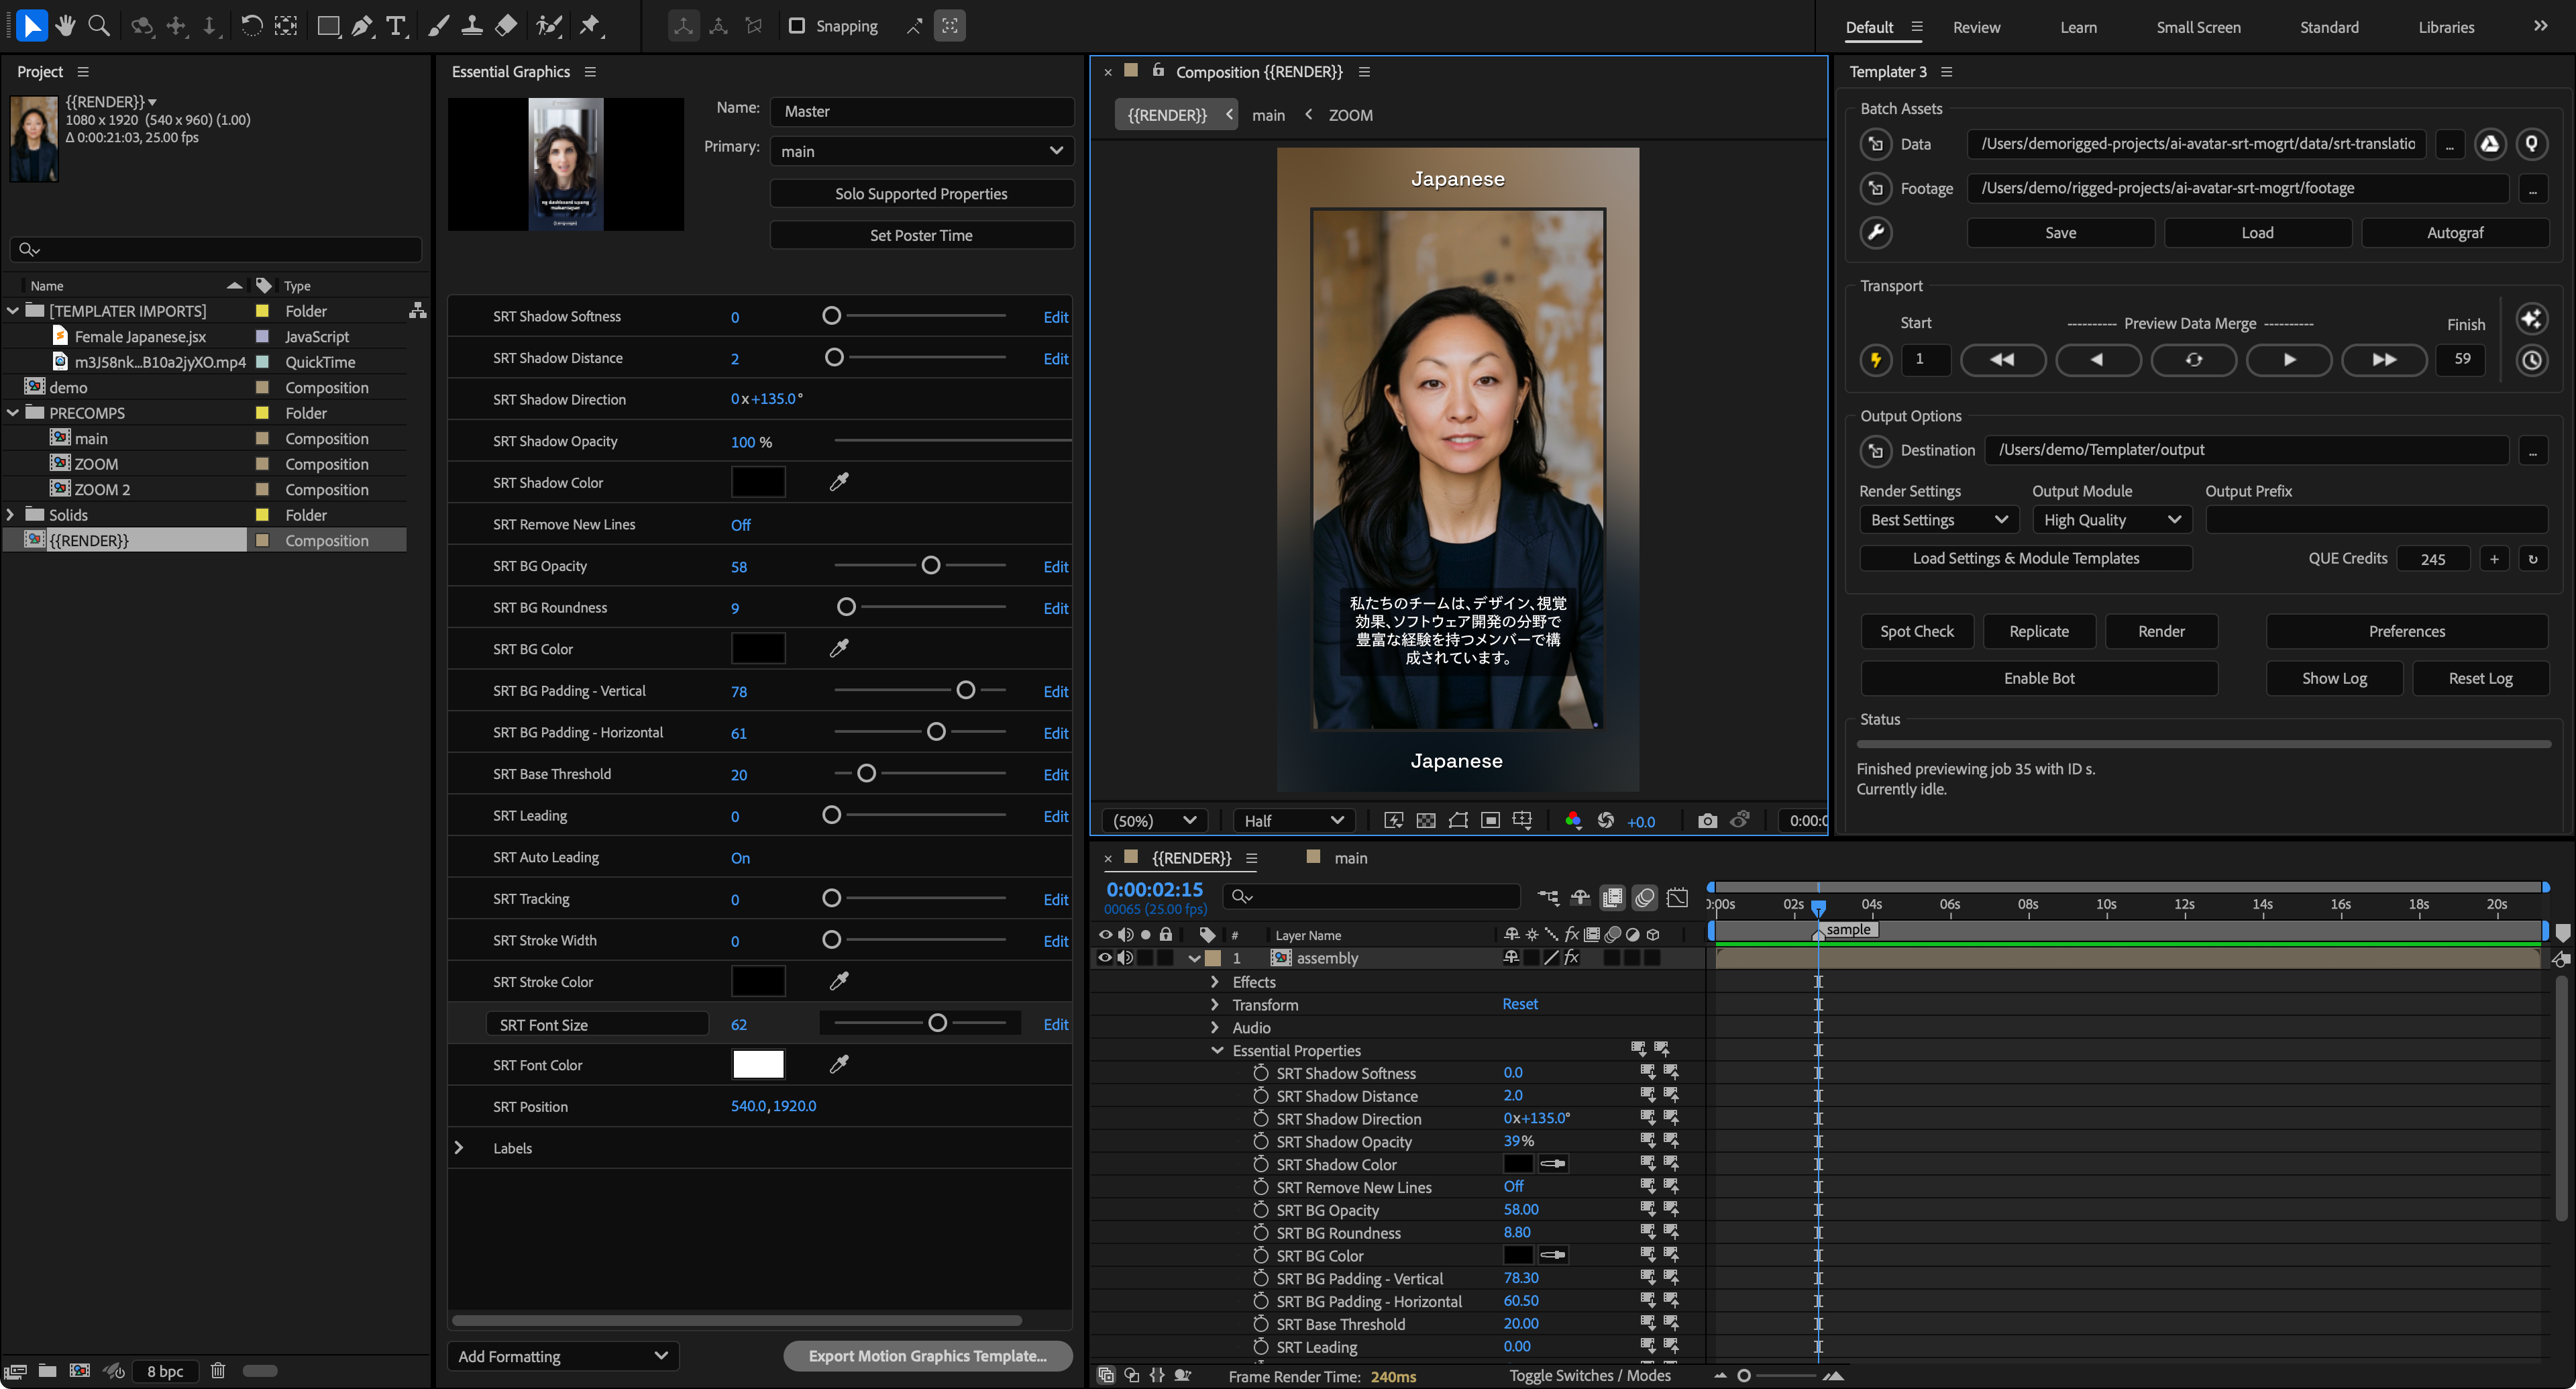 Snapping
Default
Review
Learn
Small Screen
Standard
Libraries
Project
{{RENDER}}
1080 x 1920 (540 x 960) (1.00)
Δ 0:00:21:03, 25.00 fps
Name
Type
[TEMPLATER IMPORTS]
Folder
Female Japanese.jsx
JavaScript
m3J58nk...B10a2jyXO.mp4
QuickTime
demo
Composition
PRECOMPS
Folder
main
Composition
ZOOM
Composition
ZOOM 2
Composition
Solids
Folder
{{RENDER}}
Composition
8 bpc
Essential Graphics
Name:
Master
Primary:
main
Solo Supported Properties
Set Poster Time
SRT Shadow Softness 0 Edit
SRT Shadow Distance 2 Edit
SRT Shadow Direction 0x+135.0°
SRT Shadow Opacity 100 %
SRT Shadow Color
SRT Remove New Lines Off
SRT BG Opacity 58 Edit
SRT BG Roundness 9 Edit
SRT BG Color
SRT BG Padding - Vertical 78 Edit
SRT BG Padding - Horizontal 61 Edit
SRT Base Threshold 20 Edit
SRT Leading 0 Edit
SRT Auto Leading On
SRT Tracking 0 Edit
SRT Stroke Width 0 Edit
SRT Stroke Color
SRT Font Size 62 Edit
SRT Font Color
SRT Position 540.0, 1920.0
Labels
Add Formatting
Export Motion Graphics Template...
Composition {{RENDER}}
{{RENDER}} main ZOOM
Japanese
私たちのチームは、デザイン、視覚
効果、ソフトウェア開発の分野で
豊富な経験を持つメンバーで構
成されています。
Japanese
(50%)
Half
+0.0
Templater 3
Batch Assets
Data
/Users/demorigged-projects/ai-avatar-srt-mogrt/data/srt-translatio
...
Footage
/Users/demo/rigged-projects/ai-avatar-srt-mogrt/footage
...
Save
Load
Autograf
Transport
Start
---------- Preview Data Merge ----------
Finish
1
59
Output Options
Destination
/Users/demo/Templater/output
...
Render Settings
Output Module
Output Prefix
Best Settings
High Quality
Load Settings & Module Templates
QUE Credits
245
+
Spot Check
Replicate
Render
Preferences
Enable Bot
Show Log
Reset Log
Status
Finished previewing job 35 with ID s.
Currently idle.
{{RENDER}}
main
0:00:02:15
00065 (25.00 fps)
02s 04s 06s 08s 10s 12s 14s 16s 18s 20s
sample
# Layer Name
1 assembly
Effects
Transform Reset
Audio
Essential Properties
SRT Shadow Softness 0.0
SRT Shadow Distance 2.0
SRT Shadow Direction 0x+135.0°
SRT Shadow Opacity 39%
SRT Shadow Color
SRT Remove New Lines Off
SRT BG Opacity 58.00
SRT BG Roundness 8.80
SRT BG Color
SRT BG Padding - Vertical 78.30
SRT BG Padding - Horizontal 60.50
SRT Base Threshold 20.00
SRT Leading 0.00
Frame Render Time: 240ms
Toggle Switches / Modes